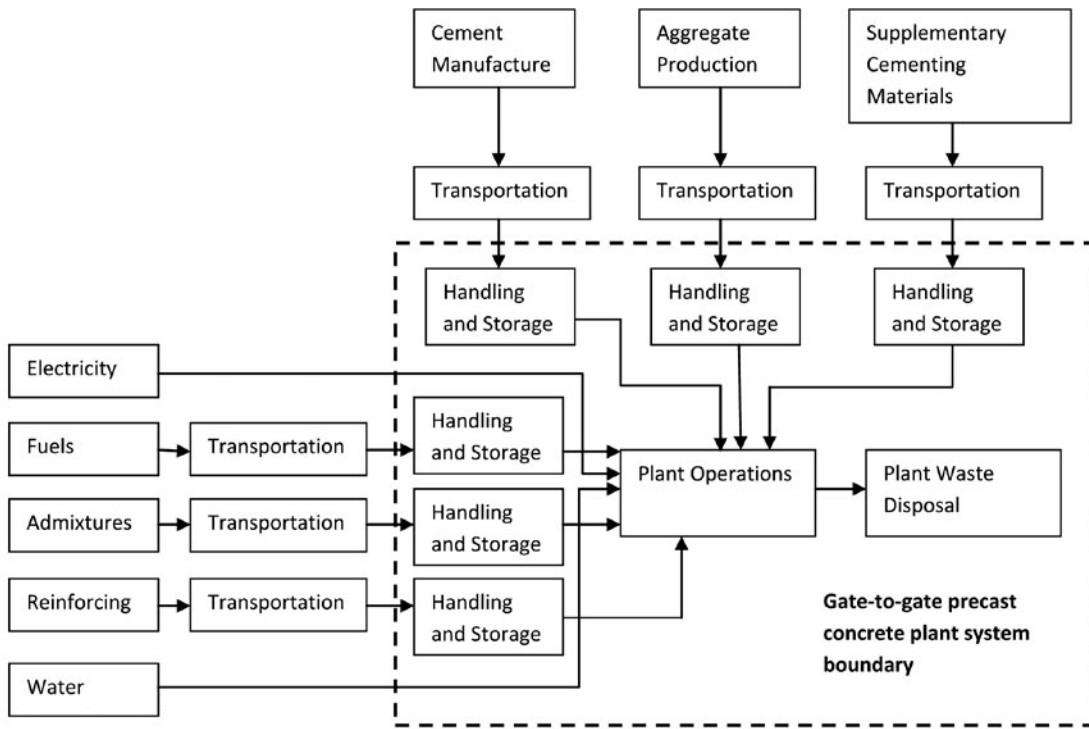 Cement
Manufacture
Aggregate
Production
Supplementary
Cementing
Materials
Transportation
Transportation
Transportation
Handling
and Storage
Handling
and Storage
Handling
and Storage
Electricity
Fuels
Transportation
Handling
and Storage
Admixtures
Transportation
Handling
and Storage
Reinforcing
Transportation
Handling
and Storage
Water
Plant Operations
Plant Waste
Disposal
Gate-to-gate precast
concrete plant system
boundary